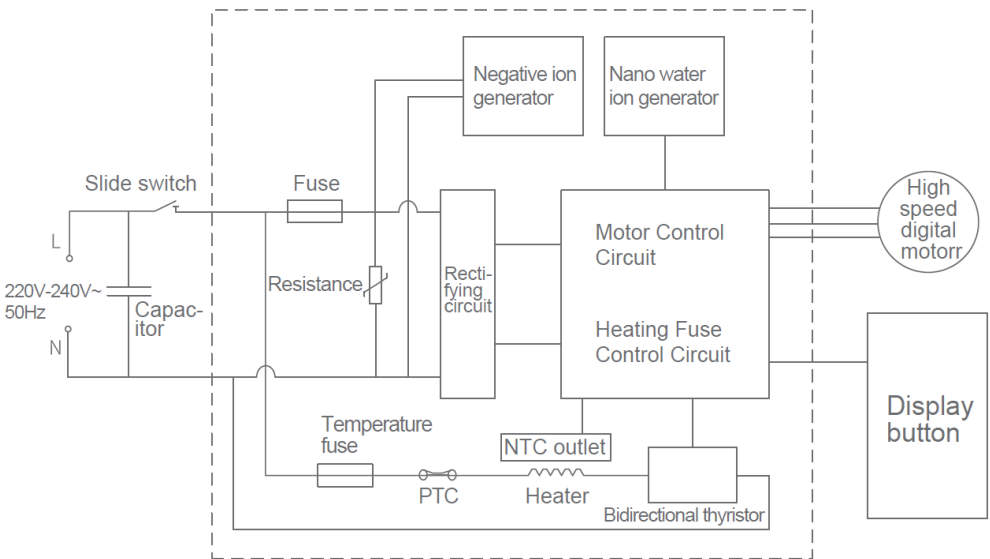 Negative ion
generator
Nano water
ion generator
Slide switch
Fuse
High
speed
digital
motorr
L
Motor Control
Circuit
Resistance
Recti-
fying
circuit
220V-240V~
50Hz
Capac-
itor
N
Heating Fuse
Control Circuit
Display
button
Temperature
fuse
NTC outlet
PTC
Heater
Bidirectional thyristor